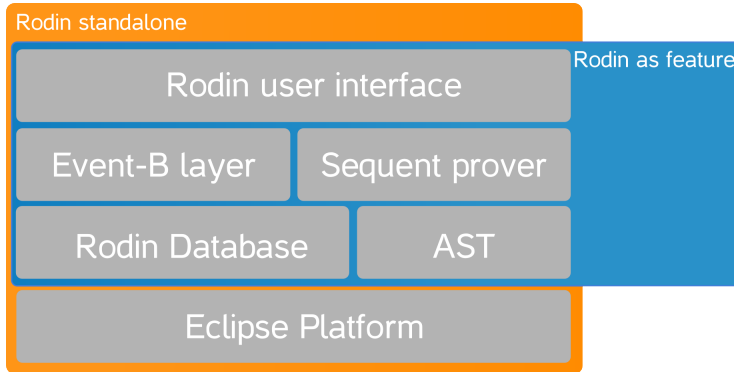 Rodin standalone
Rodin as feature
Rodin user interface
Event-B layer
Sequent prover
Rodin Database
AST
Eclipse Platform